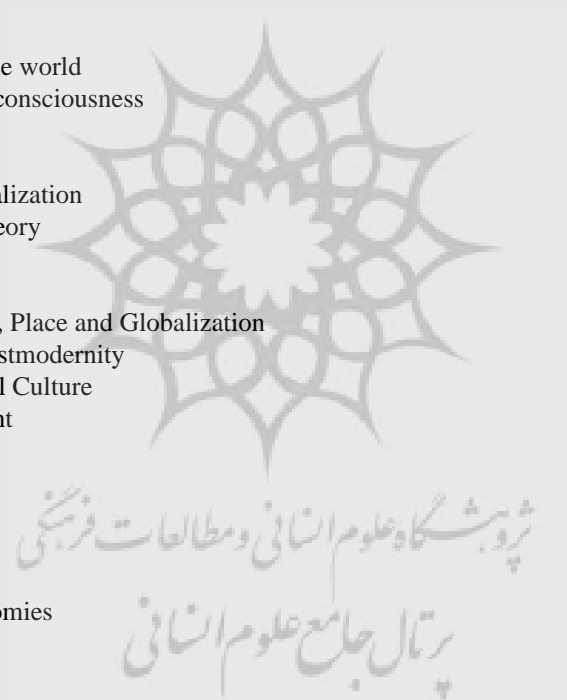 e world
consciousness
alization
eory
, Place and Globalization
stmodernity
l Culture
nt
پژوهشگاه علوم انسانی و مطالعات فرهنگی
omies
پرتال جامع علوم انسانی